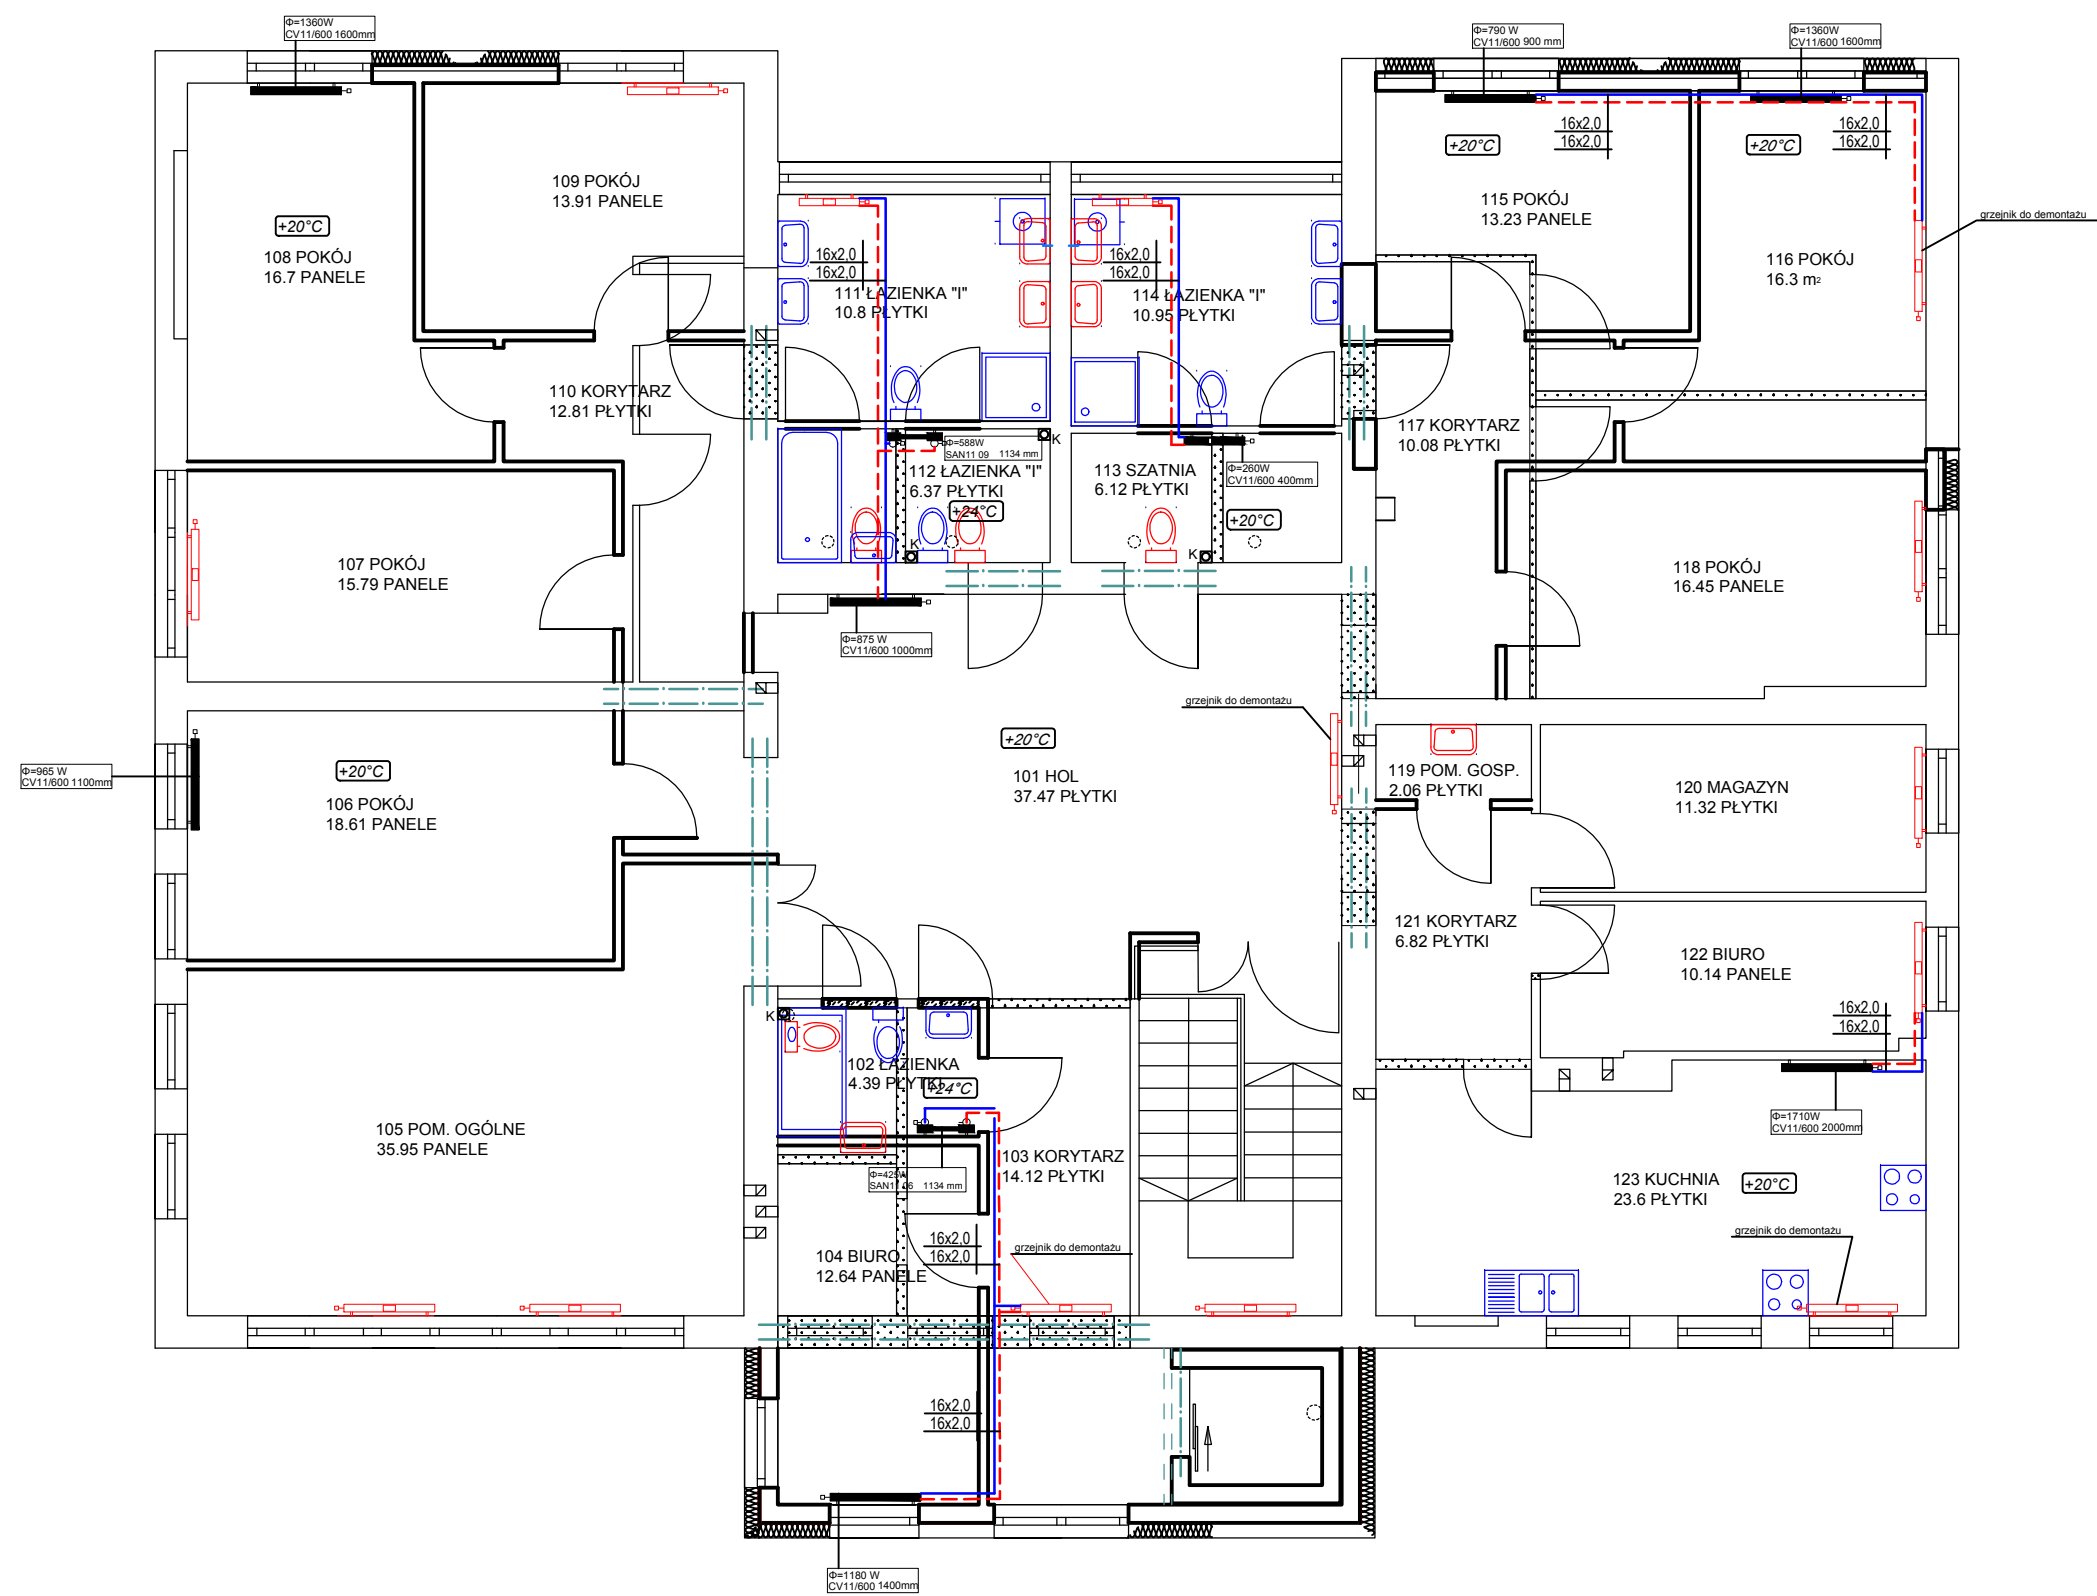 Φ=1360W
CV11/600 1600mm
Φ=790 W
CV11/600 900 mm
Φ=1360W
CV11/600 1600mm
16x2,0
16x2,0
16x2,0
16x2,0
+20°C
+20°C
109 POKÓJ
13.91 PANELE
115 POKÓJ
13.23 PANELE
grzejnik do demontażu
+20°C
108 POKÓJ
16.7 PANELE
16x2,0
16x2,0
16x2,0
16x2,0
116 POKÓJ
16.3 m²
111 ŁAZIENKA "I"
10.8 PŁYTKI
114 ŁAZIENKA "I"
10.95 PŁYTKI
110 KORYTARZ
12.81 PŁYTKI
117 KORYTARZ
10.08 PŁYTKI
K
Φ=588W
SAN11 09 1134 mm
112 ŁAZIENKA "I"
6.37 PŁYTKI
+24°C
113 SZATNIA
6.12 PŁYTKI
Φ=260W
CV11/600 400mm
+20°C
K
K
107 POKÓJ
15.79 PANELE
118 POKÓJ
16.45 PANELE
Φ=875 W
CV11/600 1000mm
grzejnik do demontażu
+20°C
101 HOL
37.47 PŁYTKI
Φ=965 W
CV11/600 1100mm
+20°C
106 POKÓJ
18.61 PANELE
119 POM. GOSP.
2.06 PŁYTKI
120 MAGAZYN
11.32 PŁYTKI
121 KORYTARZ
6.82 PŁYTKI
122 BIURO
10.14 PANELE
16x2,0
16x2,0
K
102 ŁAZIENKA
4.39 PŁYTKI
+24°C
105 POM. OGÓLNE
35.95 PANELE
Φ=1710W
CV11/600 2000mm
103 KORYTARZ
14.12 PŁYTKI
Φ=425W
SAN11 06 1134 mm
123 KUCHNIA
23.6 PŁYTKI
+20°C
grzejnik do demontażu
16x2,0
16x2,0
grzejnik do demontażu
104 BIURO
12.64 PANELE
16x2,0
16x2,0
Φ=1180 W
CV11/600 1400mm